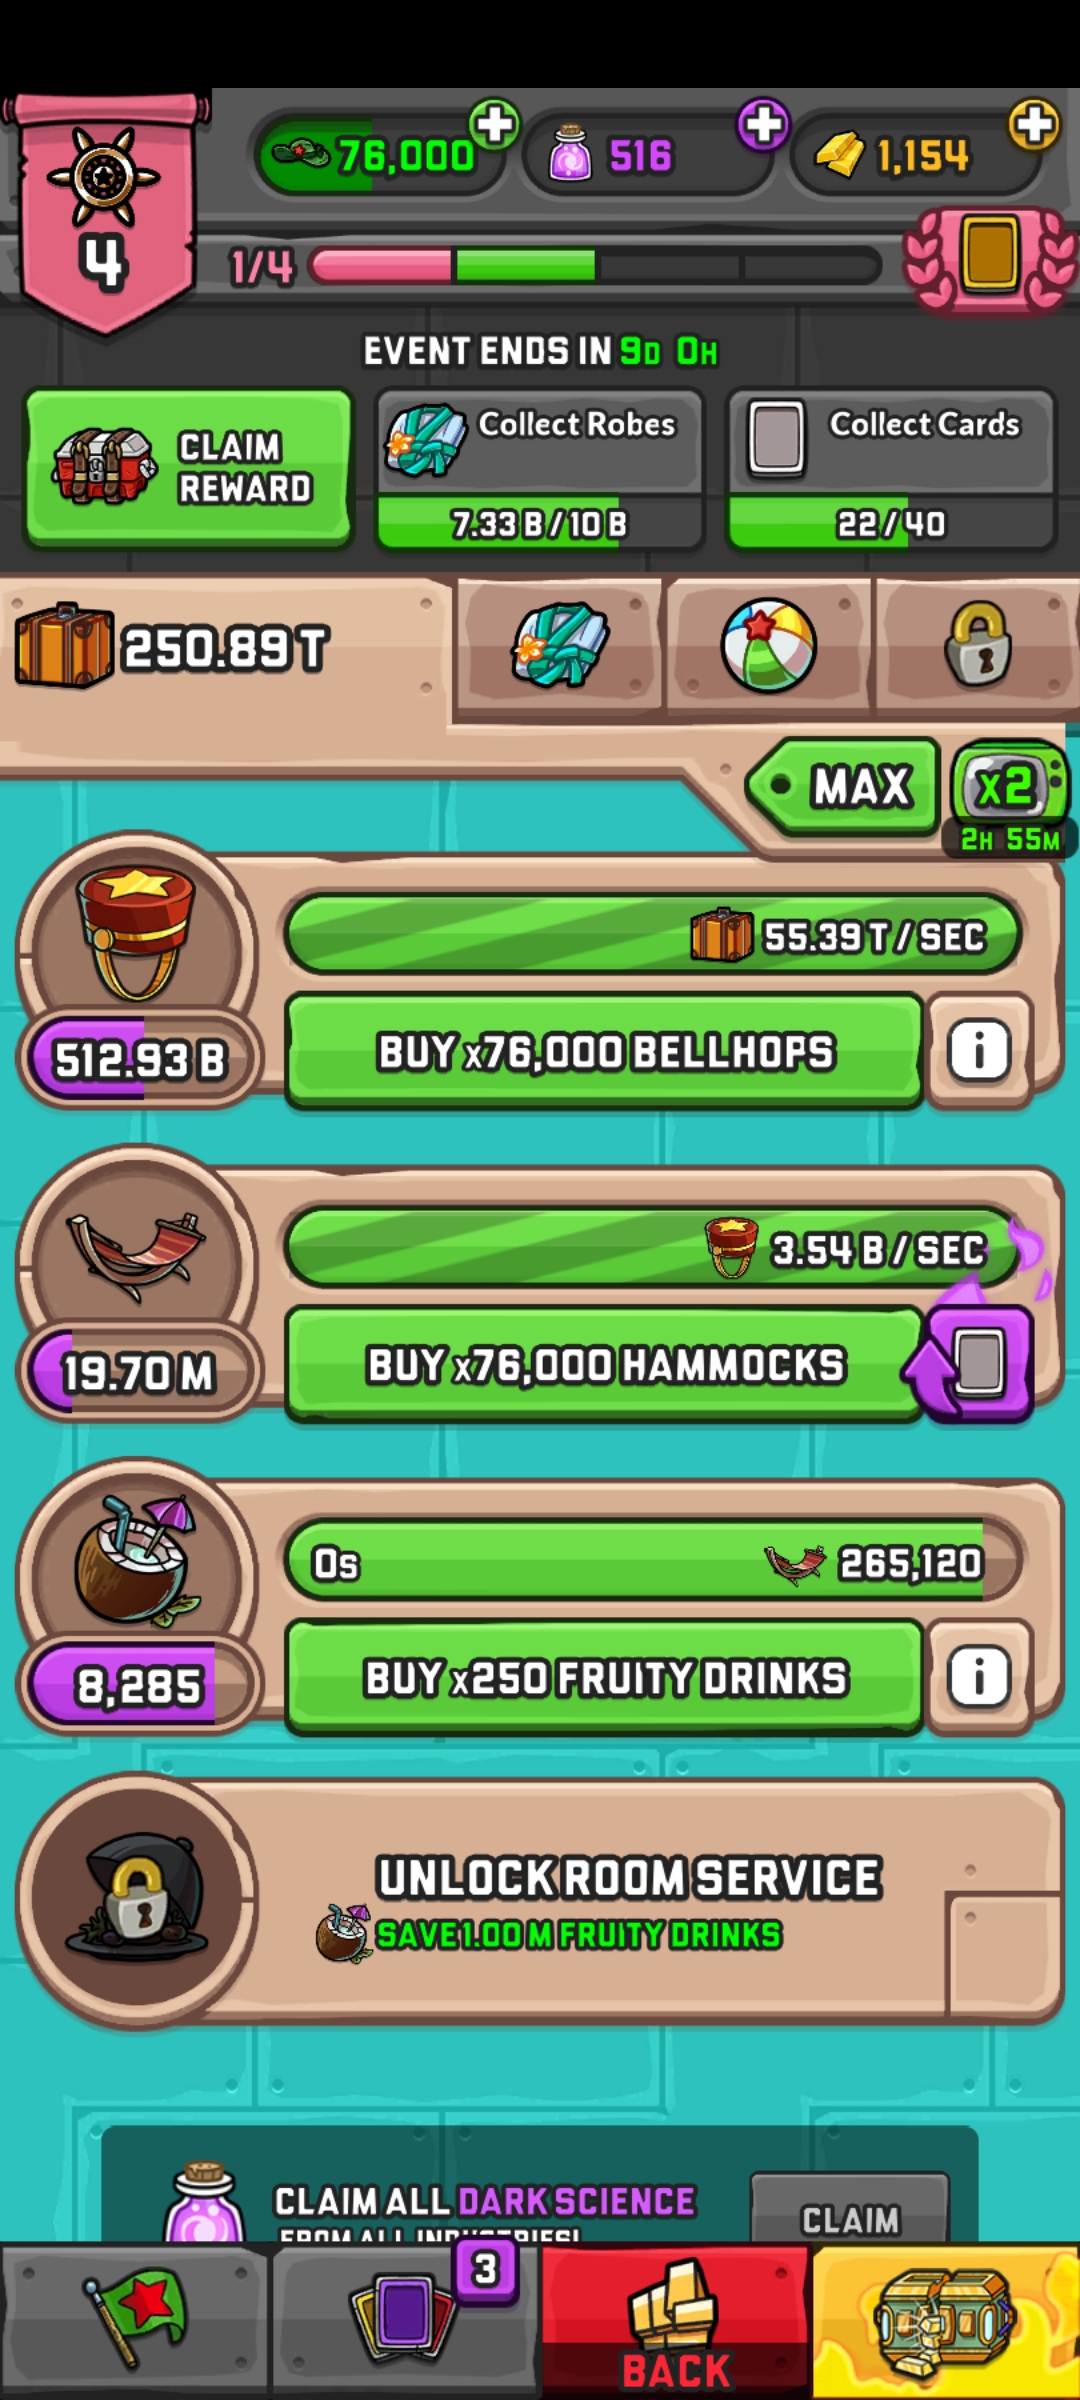 76,000
516
1,154
4
1/4
EVENT ENDS IN 9D 0H
CLAIM
REWARD
Collect Robes
7.33 B / 10 B
Collect Cards
22 / 40
250.89 T
MAX
x2
2H 55M
55.39 T / SEC
512.93 B
BUY x76,000 BELLHOPS
i
3.54 B / SEC
19.70 M
BUY x76,000 HAMMOCKS
0s
265,120
8,285
BUY x250 FRUITY DRINKS
i
UNLOCK ROOM SERVICE
SAVE 1.00 M FRUITY DRINKS
CLAIM ALL DARK SCIENCE
FROM ALL INDUSTRIES!
CLAIM
3
BACK